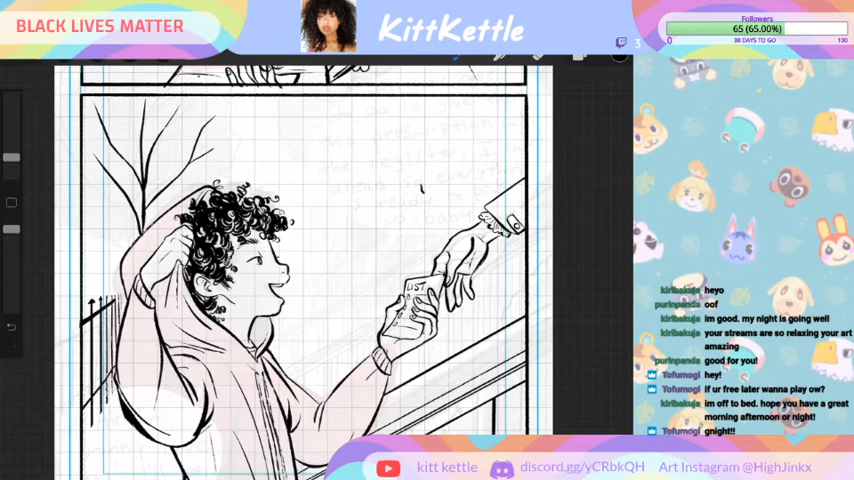 BLACK LIVES MATTER
KittKettle
3
Followers
65 (65.00%)
0
38 DAYS TO GO
100
LIST
kiribakuja heyo
purinpanda oof
kiribakuja im good. my night is going well
kiribakuja your streams are so relaxing your art
amazing
purinpanda good for you!
Tofumogi hey!
Tofumogi if ur free later wanna play ow?
kiribakuja im off to bed. hope you have a great
morning afternoon or night!
Tofumogi gnight!!
kitt kettle
discord.gg/yCRbkQH
Art Instagram @HighJinkx